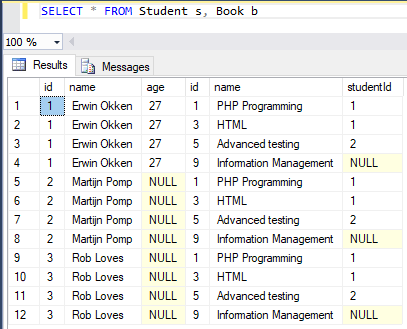 SELECT * FROM Student s, Book b
100 %
Results Messages
id name age id name studentId
1 1 Erwin Okken 27 1 PHP Programming 1
2 1 Erwin Okken 27 3 HTML 1
3 1 Erwin Okken 27 5 Advanced testing 2
4 1 Erwin Okken 27 9 Information Management NULL
5 2 Martijn Pomp NULL 1 PHP Programming 1
6 2 Martijn Pomp NULL 3 HTML 1
7 2 Martijn Pomp NULL 5 Advanced testing 2
8 2 Martijn Pomp NULL 9 Information Management NULL
9 3 Rob Loves NULL 1 PHP Programming 1
10 3 Rob Loves NULL 3 HTML 1
11 3 Rob Loves NULL 5 Advanced testing 2
12 3 Rob Loves NULL 9 Information Management NULL